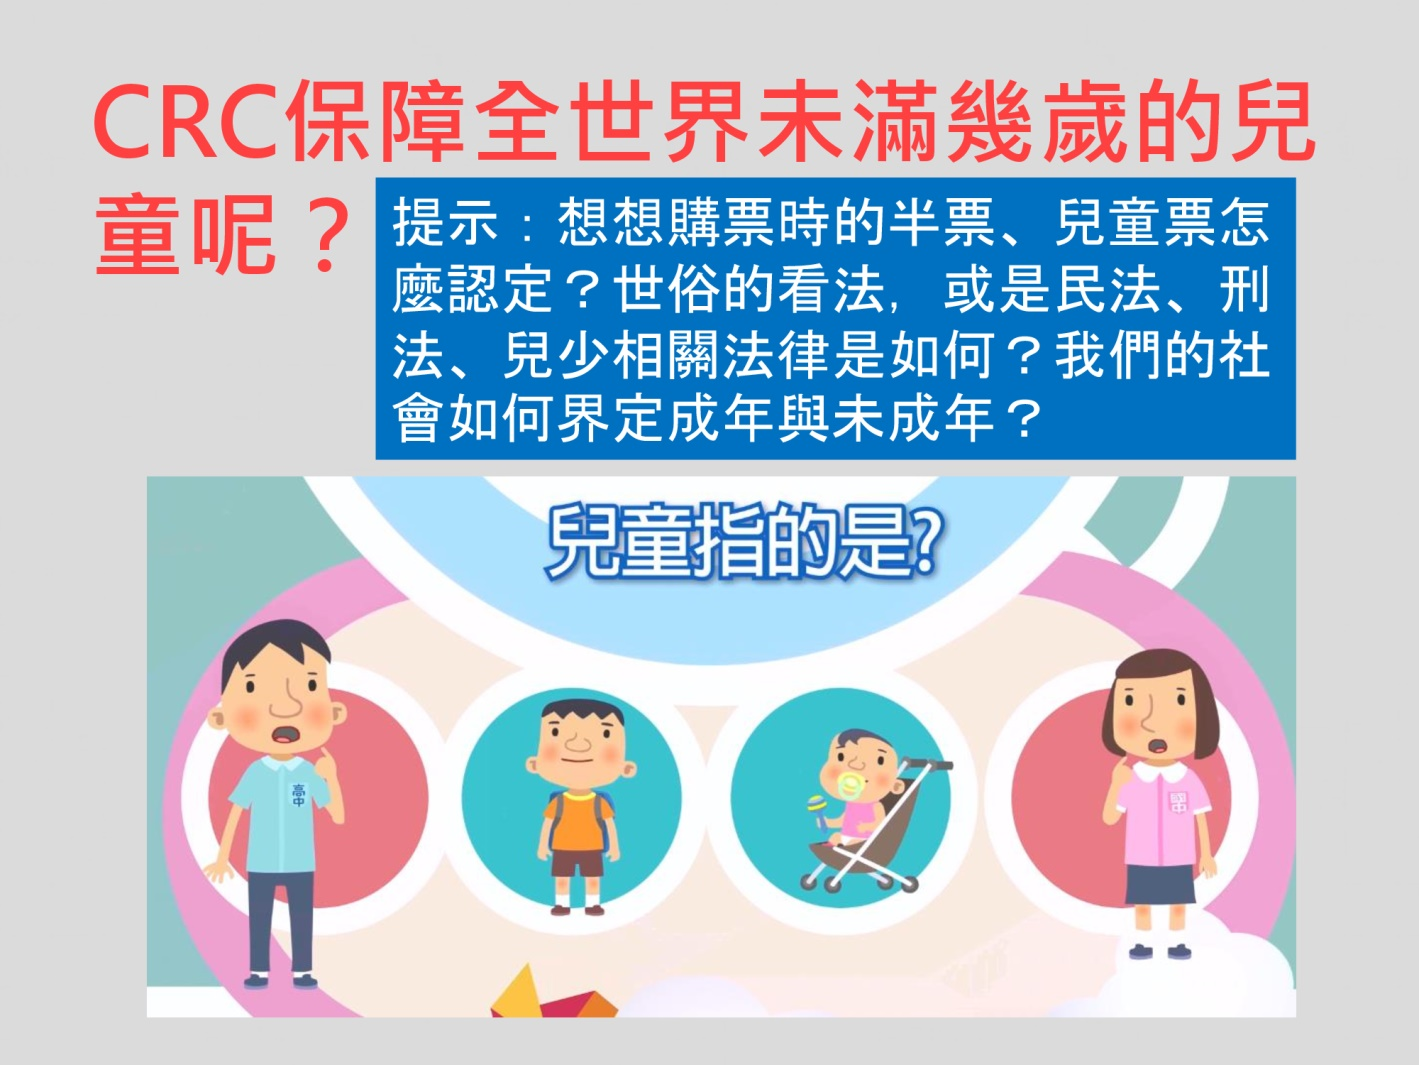 CRC保障全世界未滿幾歲的兒
童呢？
提示：想想購票時的半票、兒童票怎
麼認定？世俗的看法，或是民法、刑
法、兒少相關法律是如何？我們的社
會如何界定成年與未成年？
兒童指的是?
高中
國中